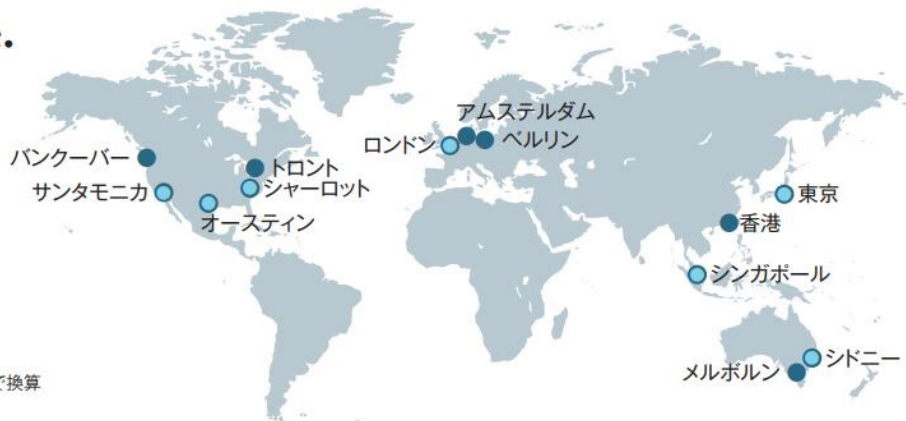 アムステルダム
ロンドン
ベルリン
バンクーバー
トロント
サンタモニカ
シャーロット
東京
オースティン
香港
シンガポール
シドニー
メルボルン
で換算